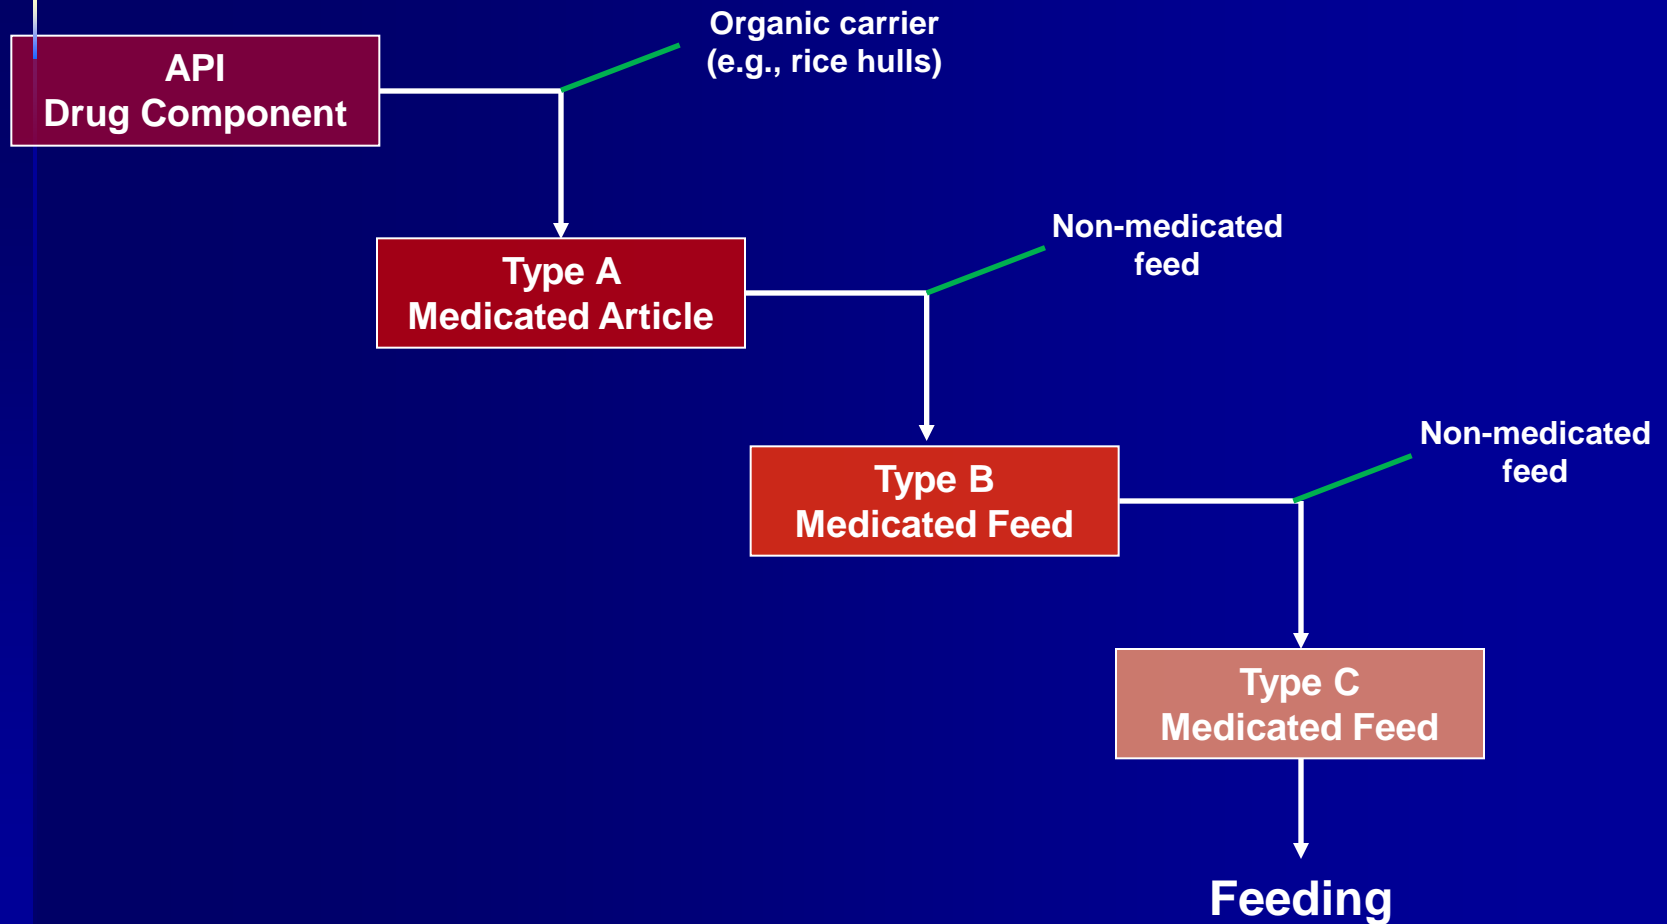 Organic carrier
(e.g., rice hulls)
API
Drug Component
Non-medicated
feed
Type A
Medicated Article
Non-medicated
feed
Type B
Medicated Feed
Type C
Medicated Feed
Feeding